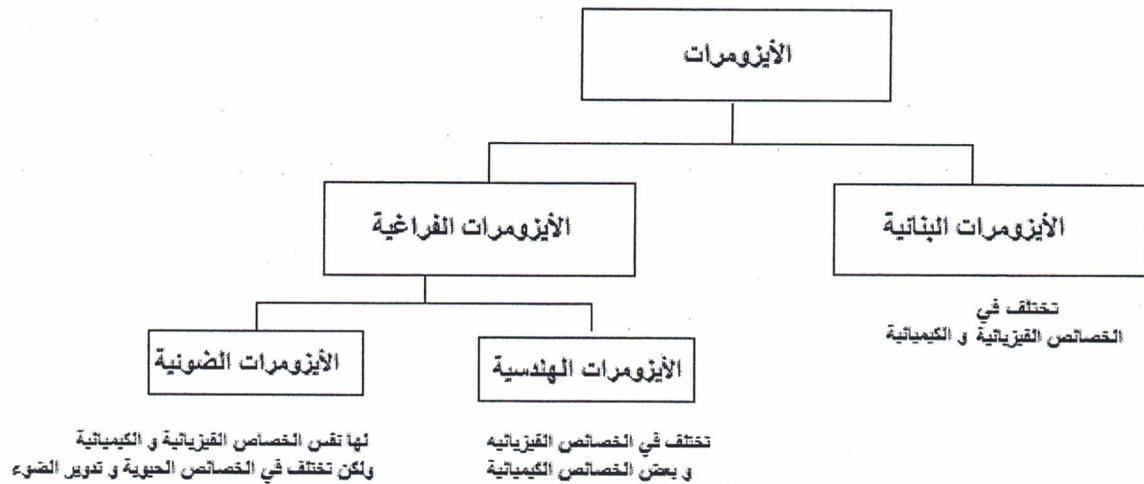 الأيزومرات
الأيزومرات البنائية
تختلف في
الخصائص الفيزيائية و الكيميائية
الأيزومرات الفراغية
الأيزومرات الهندسية
تختلف في الخصائص الفيزيائيه
و بعض الخصائص الكيميائية
الأيزومرات الضوئية
لها نفس الخصاص الفيزيائية و الكيميائية
ولكن تختلف في الخصائص الحيوية و تدوير الضوء